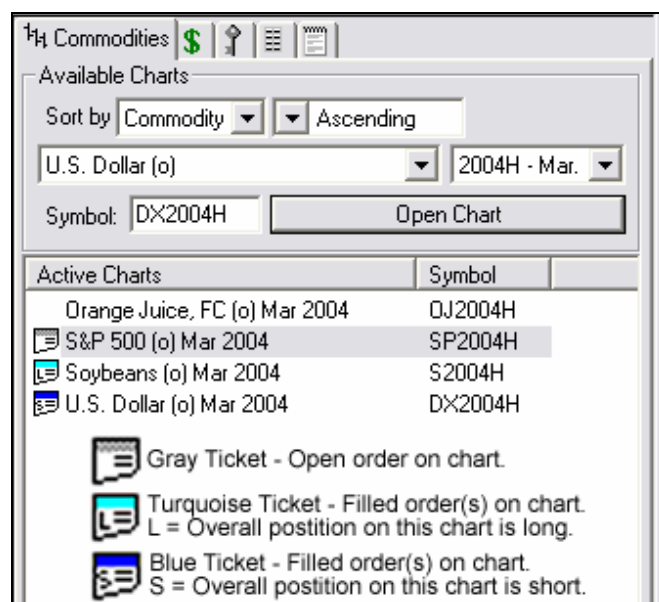 Commodities $
Available Charts
Sort by Commodity Ascending
U.S. Dollar (o) 2004H - Mar.
Symbol: DX2004H Open Chart
Active Charts Symbol
Orange Juice, FC (o) Mar 2004 OJ2004H
S&P 500 (o) Mar 2004 SP2004H
L Soybeans (o) Mar 2004 S2004H
S U.S. Dollar (o) Mar 2004 DX2004H
Gray Ticket - Open order on chart.
Turquoise Ticket - Filled order(s) on chart.
L L = Overall postition on this chart is long.
Blue Ticket - Filled order(s) on chart.
S S = Overall postition on this chart is short.